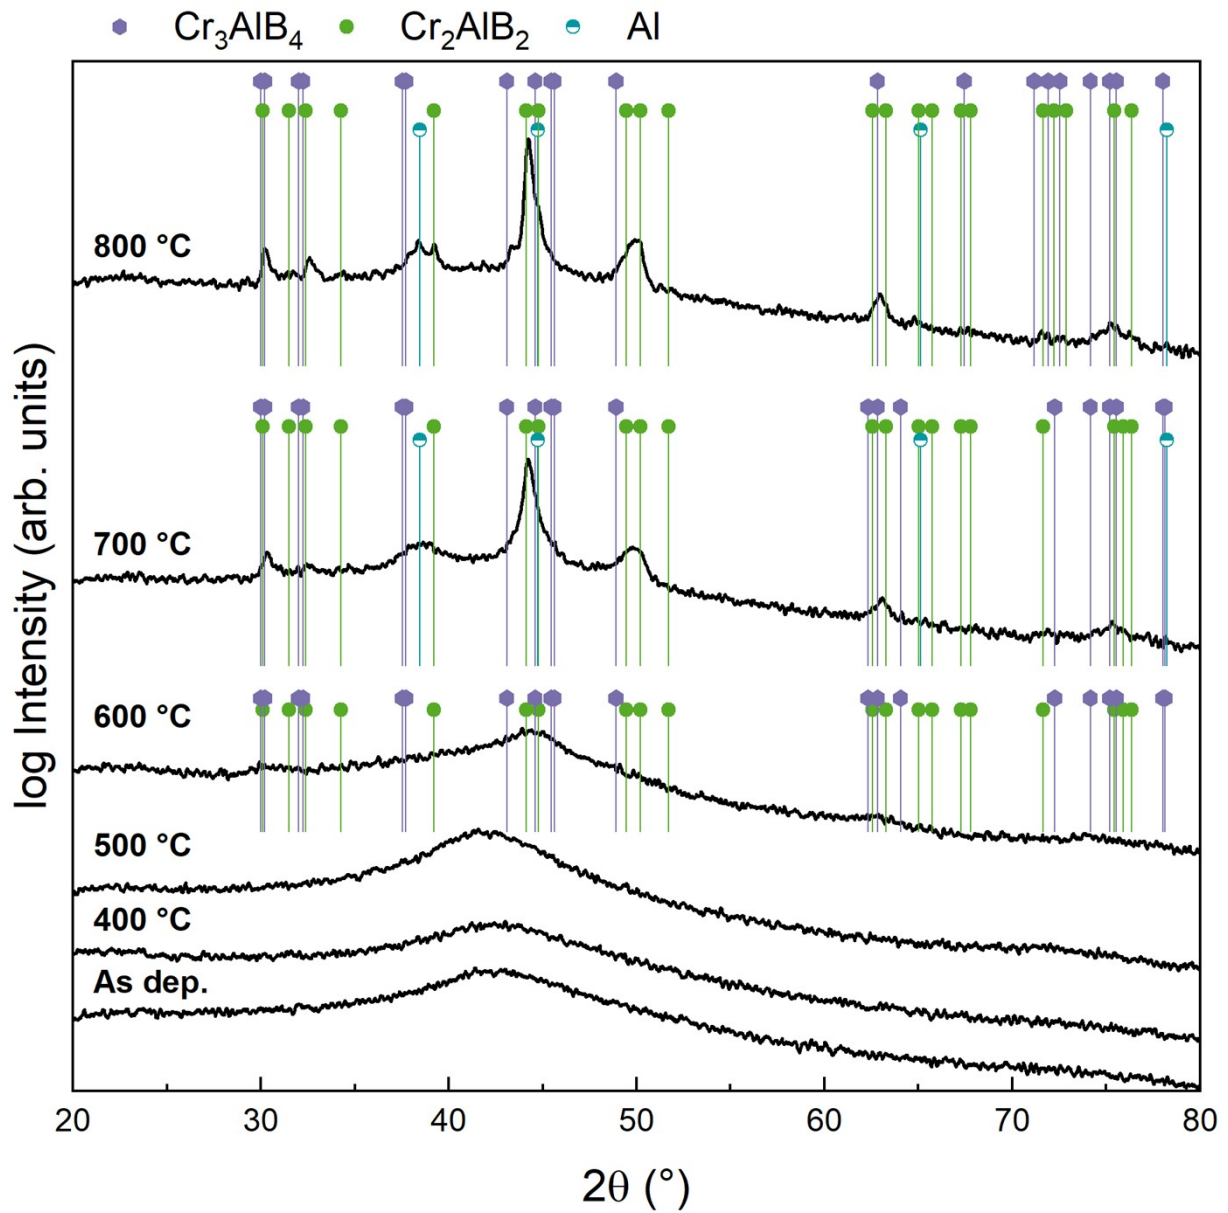 Cr₃AlB₄ Cr₂AlB₂ Al
800 °C
700 °C
600 °C
500 °C
400 °C
As dep.
log Intensity (arb. units)
20 30 40 50 60 70 80
2θ (°)